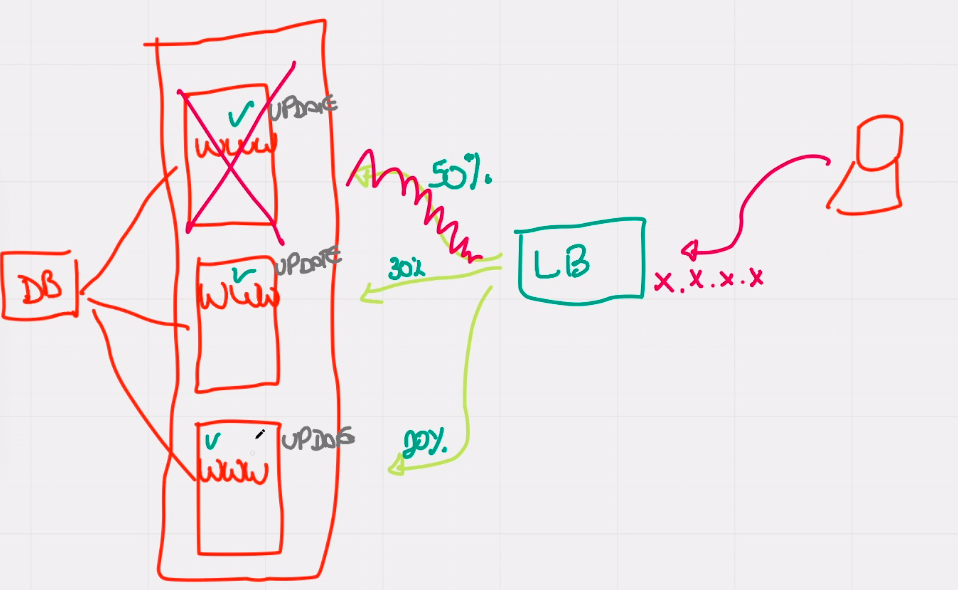 UPDATE
WWW
50%.
UPDATE
30%
LB
DB
WWW
X.X.X.X
UPDATE
20%.
WWW